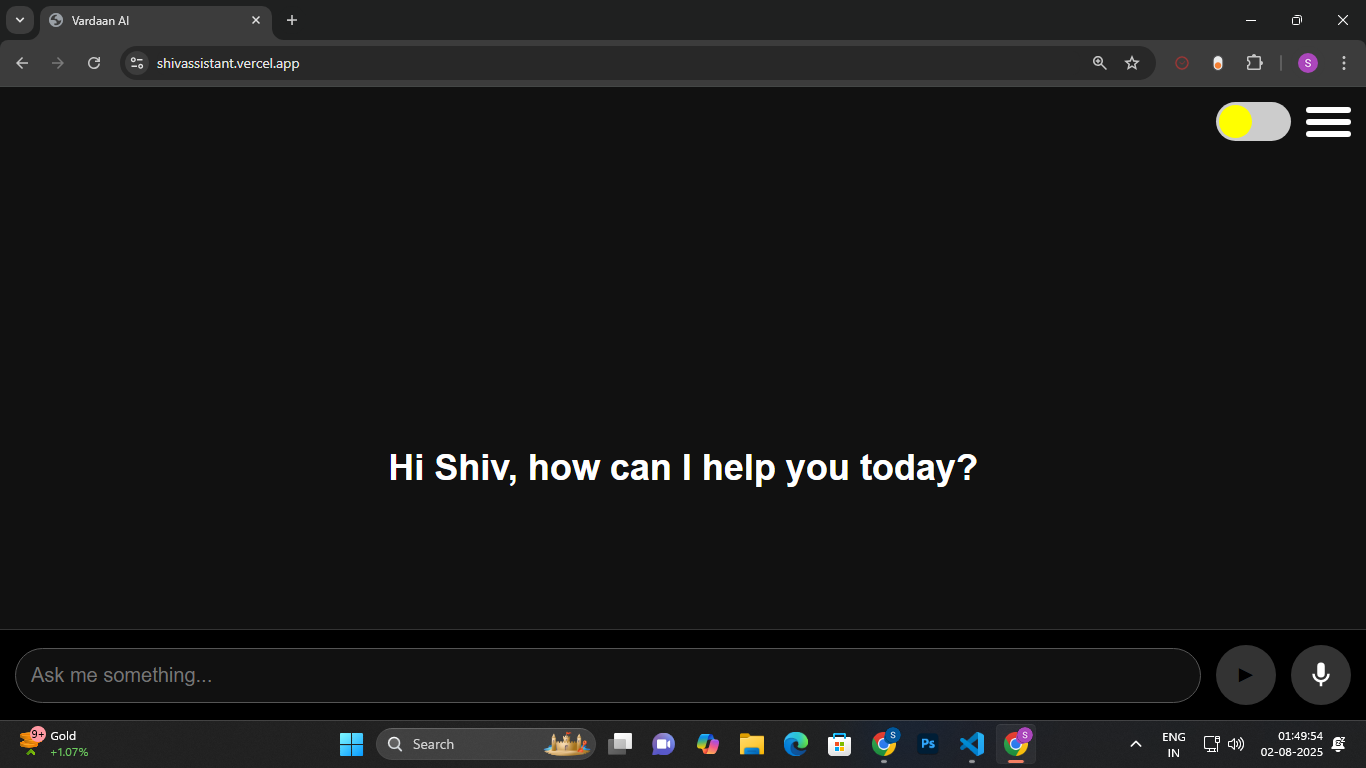 Vardaan AI
shivassistant.vercel.app
S
Hi Shiv, how can I help you today?
Ask me something...
9+
Gold
+1.07%
Search
S
Ps
S
ENG
IN
01:49:54
02-08-2025